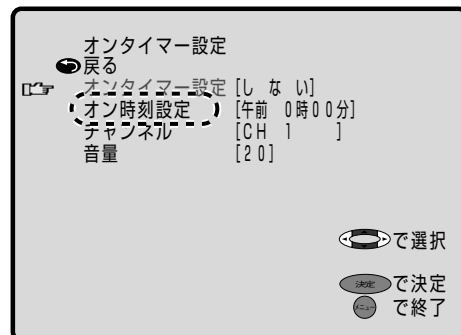 オンタイマー設定
戻る
オンタイマー設定 [し な い]
オン時刻設定 [午前 0時00分]
チャンネル [CH 1 ]
音量 [20]
で選択
決定 で決定
メニュー で終了